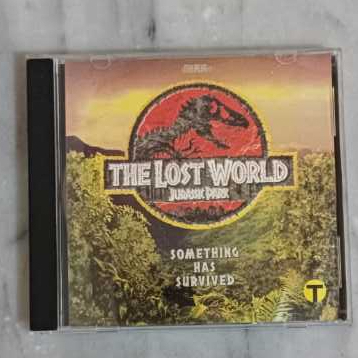 THE LOST WORLD
JURASSIC PARK
SOMETHING
HAS
SURVIVED
T